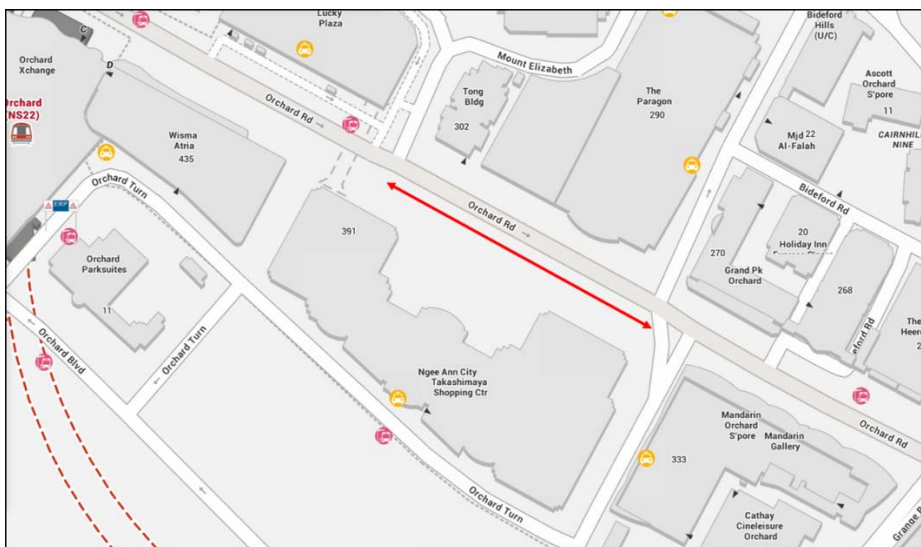 Lucky
Plaza
Bideford
Hills
(U/C)
C
Orchard
Xchange
D
Mount Elizabeth
The
Paragon
290
Ascott
Orchard
S'pore
11
Tong
Bldg
302
Orchard
(NS22)
Orchard Rd
Wisma
Atria
435
Mjd 22
Al-Falah
CAIRNHILL
NINE
Orchard Turn
Bideford Rd
ERP
Orchard Rd
391
20
Holiday Inn
270
Grand Pk
Orchard
Orchard
Parksuites
11
268
The
Heeren
Orchard Blvd
Orchard Turn
Ngee Ann City
Takashimaya
Shopping Ctr
Mandarin
Orchard
S'pore
Mandarin
Gallery
Orchard Rd
333
Orchard Turn
Cathay
Cineleisure
Orchard